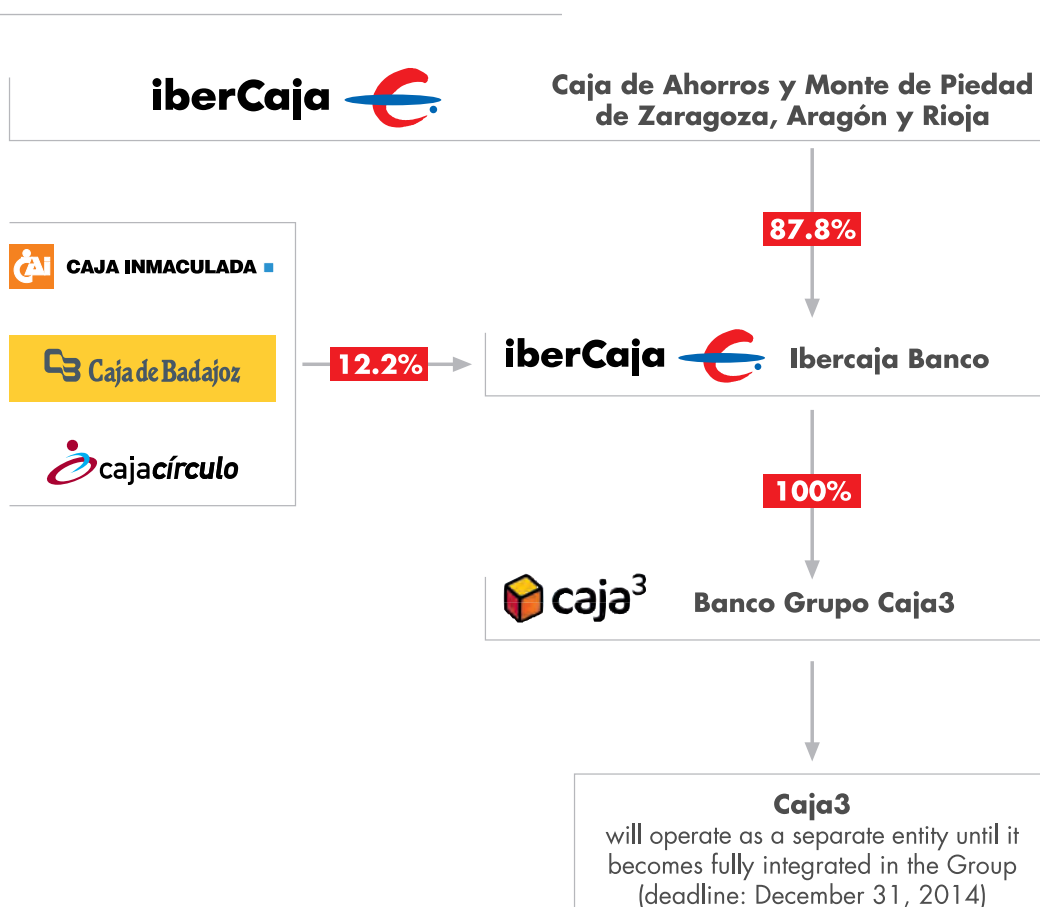 iberCaja
Caja de Ahorros y Monte de Piedad
de Zaragoza, Aragón y Rioja
87.8%
CAi CAJA INMACULADA
Caja de Badajoz
cajacírculo
12.2%
iberCaja
Ibercaja Banco
100%
caja³
Banco Grupo Caja3
Caja3
will operate as a separate entity until it
becomes fully integrated in the Group
(deadline: December 31, 2014)